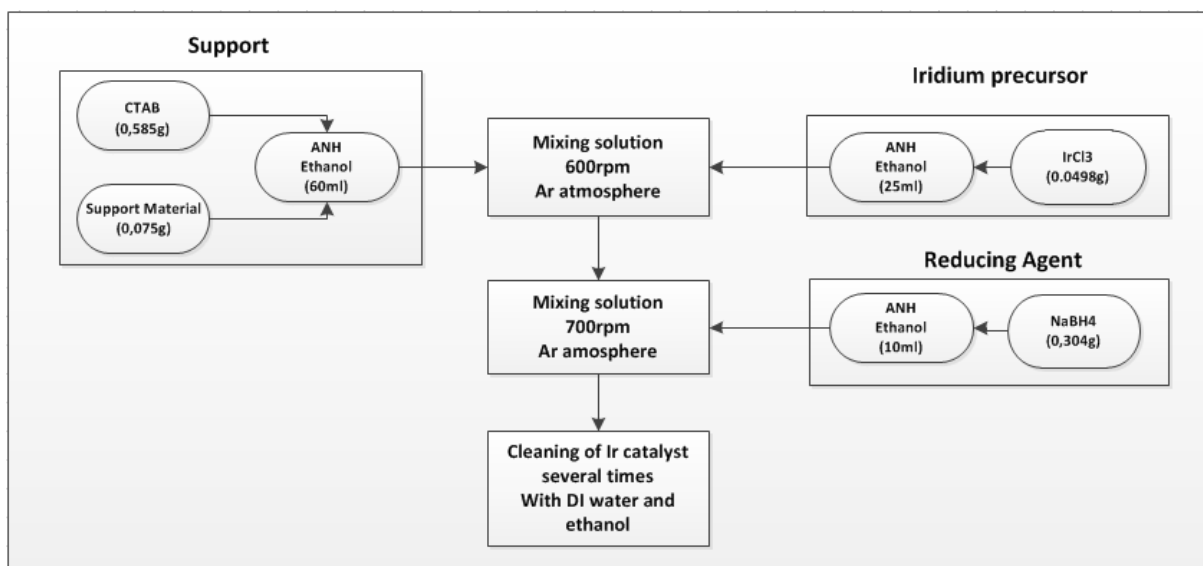 Support
CTAB
(0,585g)
ANH
Ethanol
(60ml)
Support Material
(0,075g)
Mixing solution
600rpm
Ar atmosphere
Iridium precursor
ANH
Ethanol
(25ml)
IrCl3
(0.0498g)
Mixing solution
700rpm
Ar amosphere
Reducing Agent
ANH
Ethanol
(10ml)
NaBH4
(0,304g)
Cleaning of Ir catalyst
several times
With DI water and
ethanol